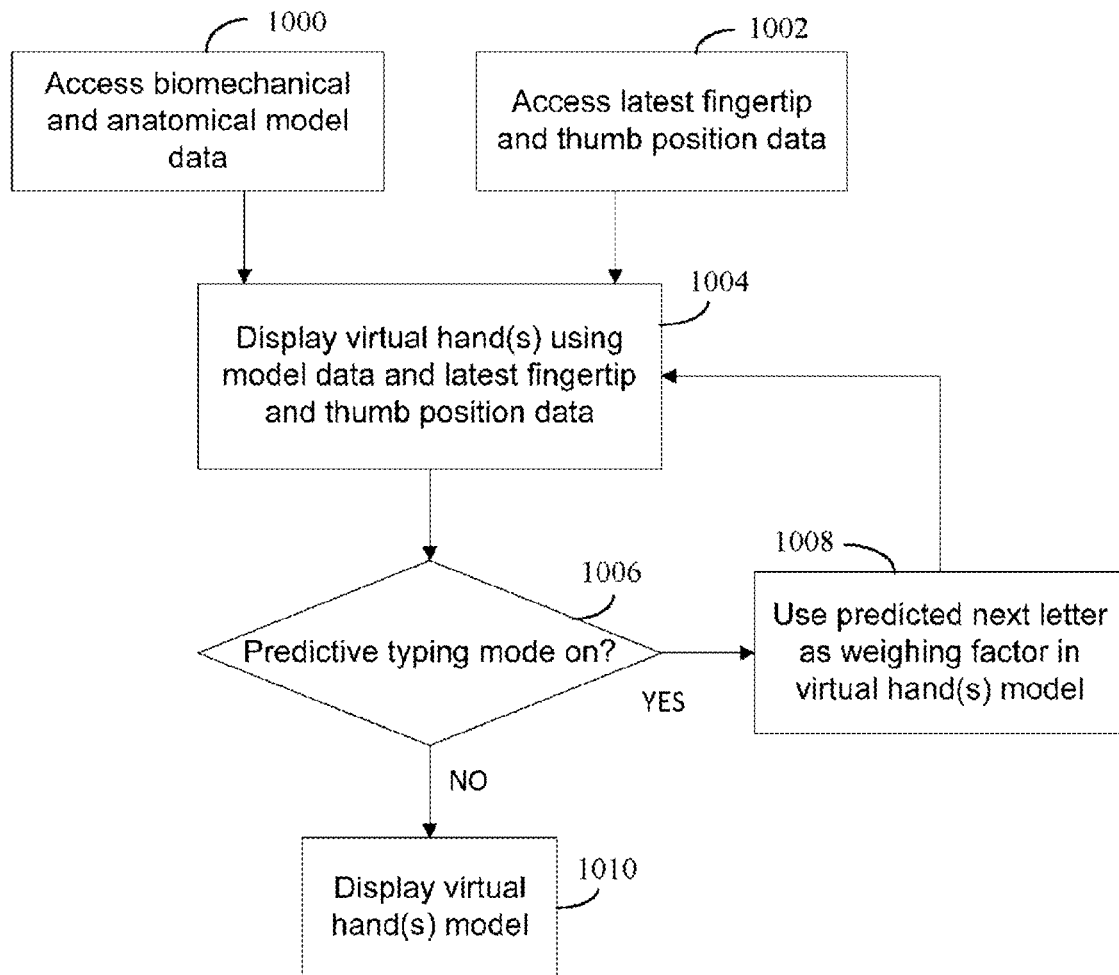 1000
Access biomechanical
and anatomical model
data
1002
Access latest fingertip
and thumb position data
1004
Display virtual hand(s) using
model data and latest fingertip
and thumb position data
1006
Predictive typing mode on?
YES
1008
Use predicted next letter
as weighing factor in
virtual hand(s) model
NO
1010
Display virtual
hand(s) model